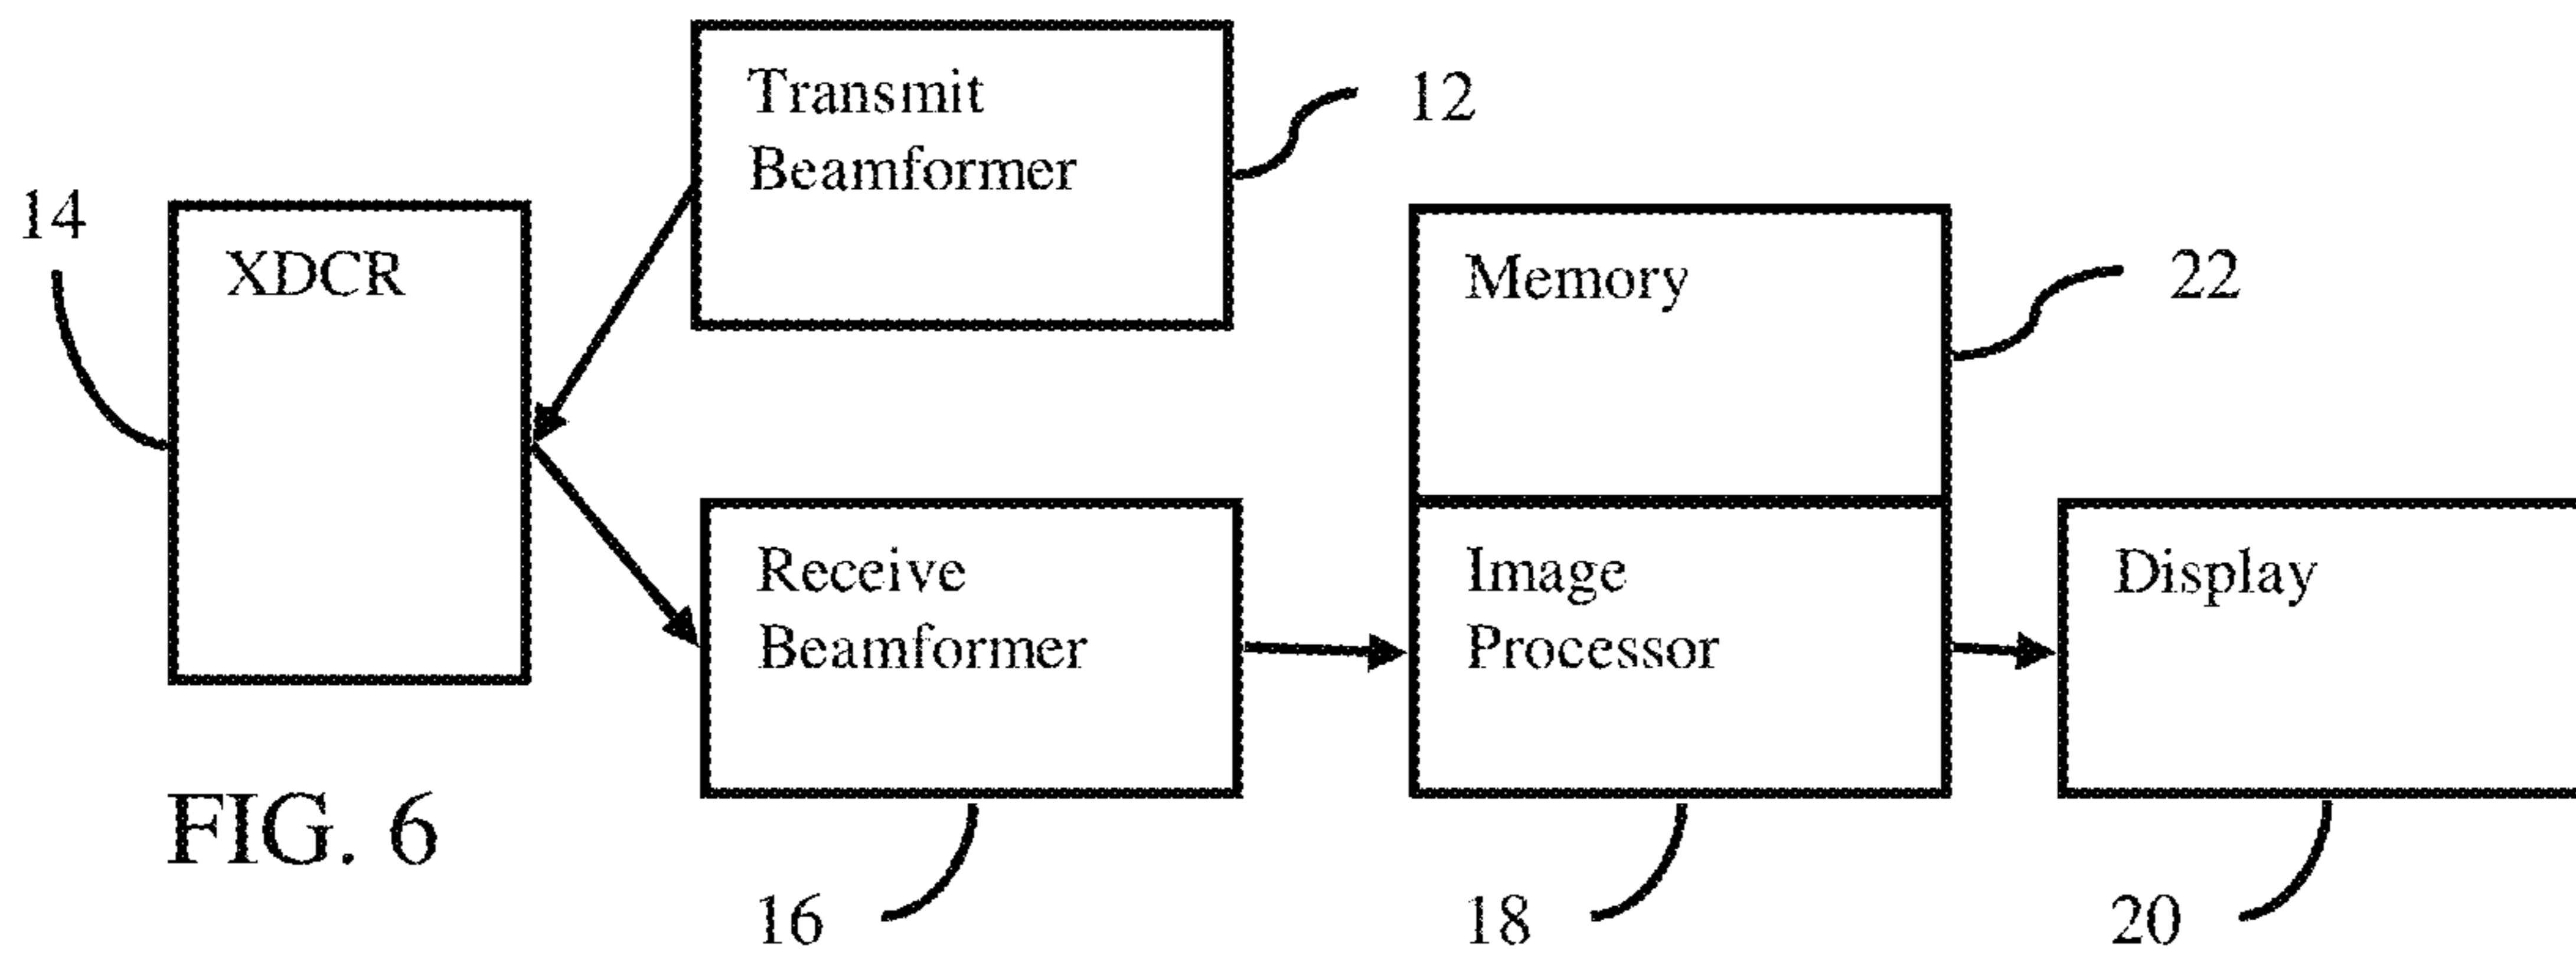 Transmit
Beamformer
12
14
XDCR
Memory
22
Receive
Beamformer
Image
Processor
Display
FIG. 6
16
18
20